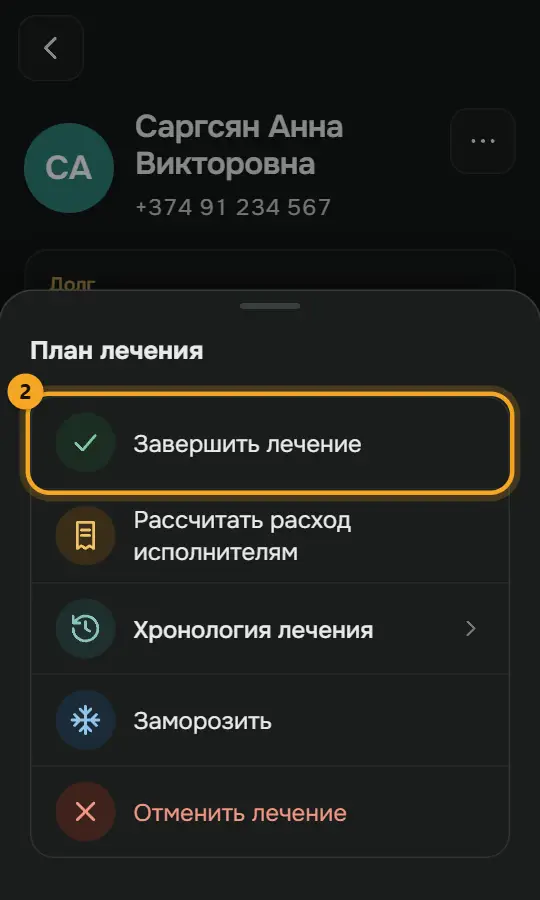 Саргсян Анна
Викторовна
СА
+374 91 234 567
Долг
План лечения
2
Завершить лечение
Рассчитать расход
исполнителям
Хронология лечения
Заморозить
Отменить лечение